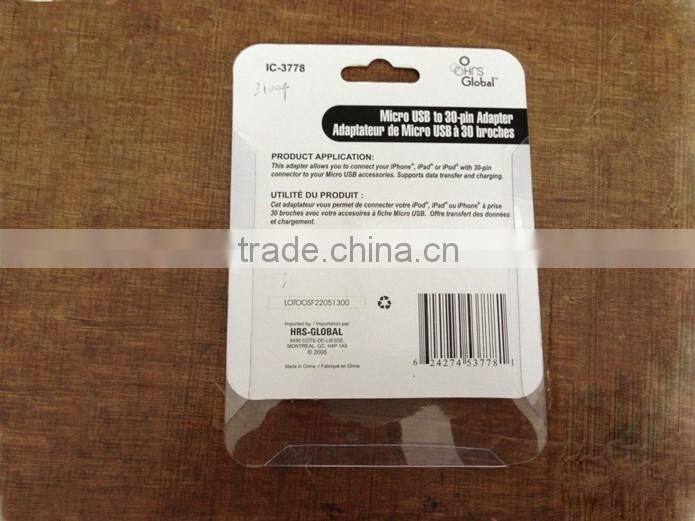 IC-3778
OHrs
Global™
Micro USB to 30-pin Adapter
Adaptateur de Micro USB à 30 broches
PRODUCT APPLICATION:
This adapter allows you to connect your iPhone®, iPad® or iPod® with 30-pin
connector to your Micro USB accessories. Supports data transfer and charging.
UTILITÉ DU PRODUIT :
Cet adaptateur vous permet de connecter votre iPod®, iPad® ou iPhone® à prise
30 broches avec votre accesoires à fiche Micro USB. Offre transfert des données
et chargement.
trade.china.cn
LOTOOSF22051300
Imported by: / Importation par:
HRS-GLOBAL
5450 COTE-DE-LIESSE,
MONTREAL, QC, H4P 1A5
© 2005
Made in China / Fabriqué en Chine
6 24274 53778 1